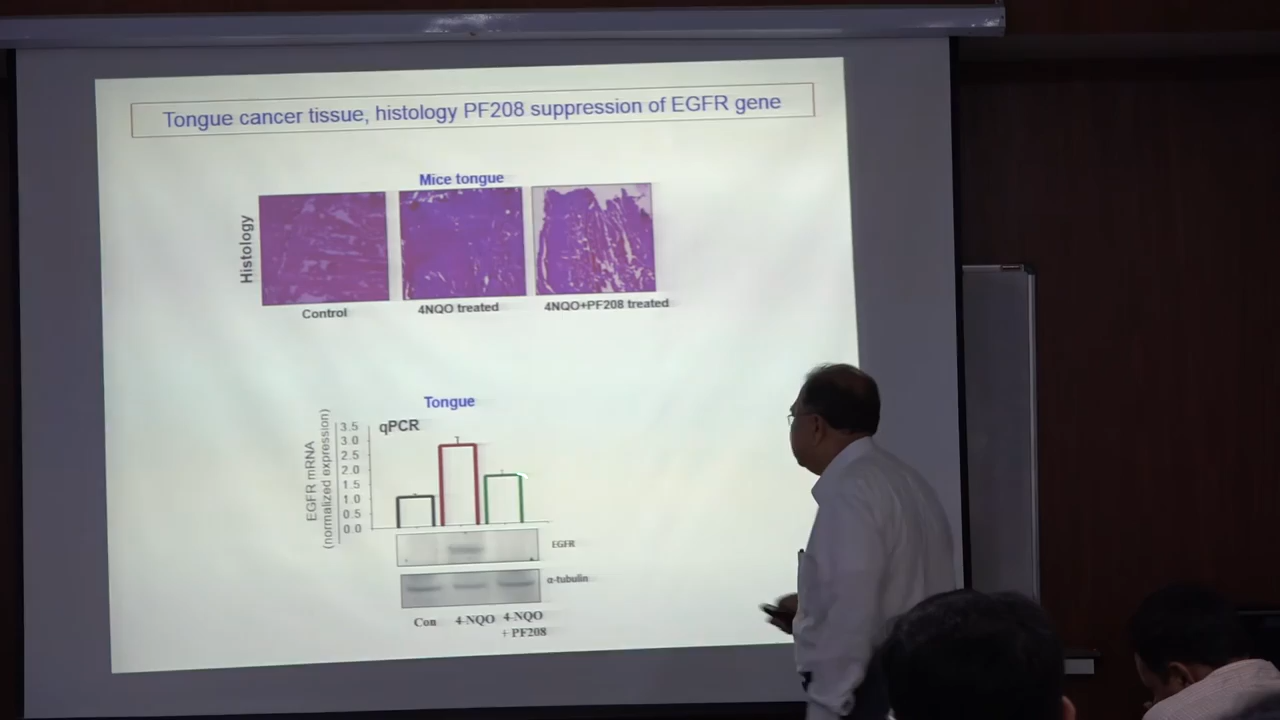 Tongue cancer tissue, histology PF208 suppression of EGFR gene
Mice tongue
Histology
Control
4NQO treated
4NQO+PF208 treated
Tongue
qPCR
EGFR mRNA
(normalized expression)
3.5
3.0
2.5
2.0
1.5
1.0
0.5
0.0
EGFR
α-tubulin
Con
4-NQO
4-NQO
+ PF208